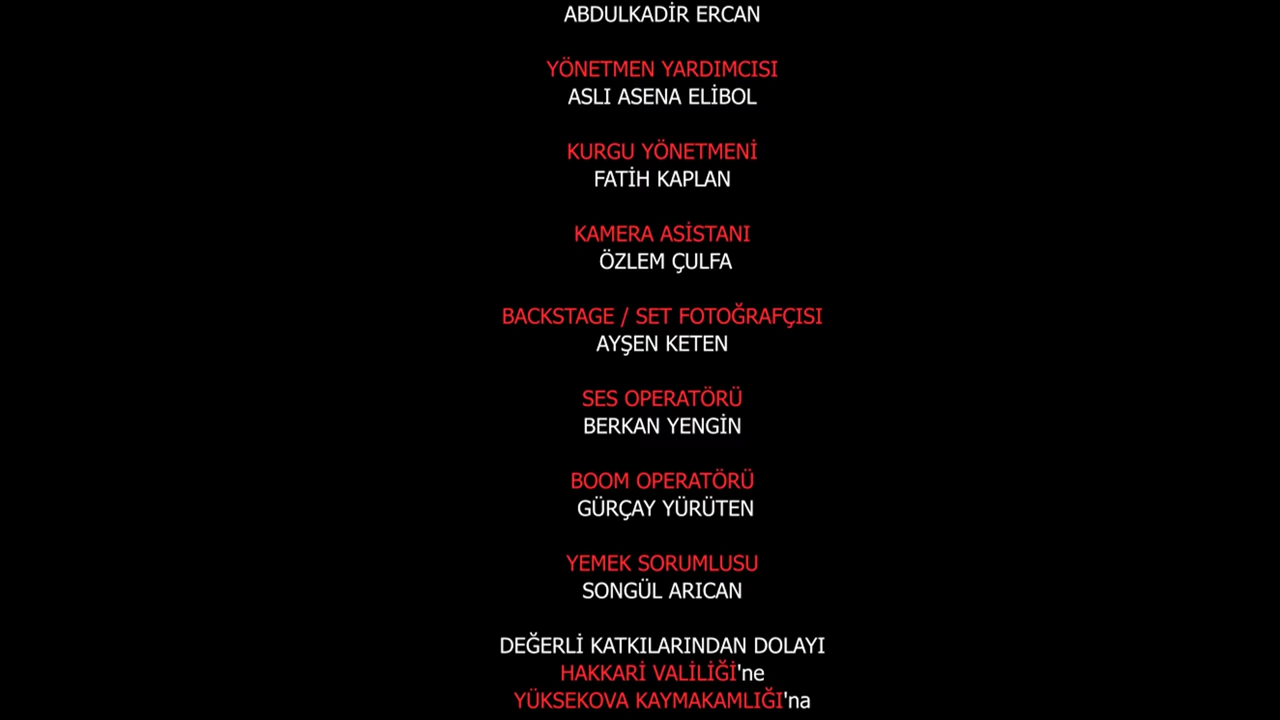 ABDULKADİR ERCAN
YÖNETMEN YARDIMCISI
ASLI ASENA ELİBOL
KURGU YÖNETMENİ
FATİH KAPLAN
KAMERA ASİSTANI
ÖZLEM ÇULFA
BACKSTAGE / SET FOTOĞRAFÇISI
AYŞEN KETEN
SES OPERATÖRÜ
BERKAN YENGİN
BOOM OPERATÖRÜ
GÜRÇAY YÜRÜTEN
YEMEK SORUMLUSU
SONGÜL ARICAN
DEĞERLİ KATKILARINDAN DOLAYI
HAKKARİ VALİLİĞİ'ne
YÜKSEKOVA KAYMAKAMLIĞI'na